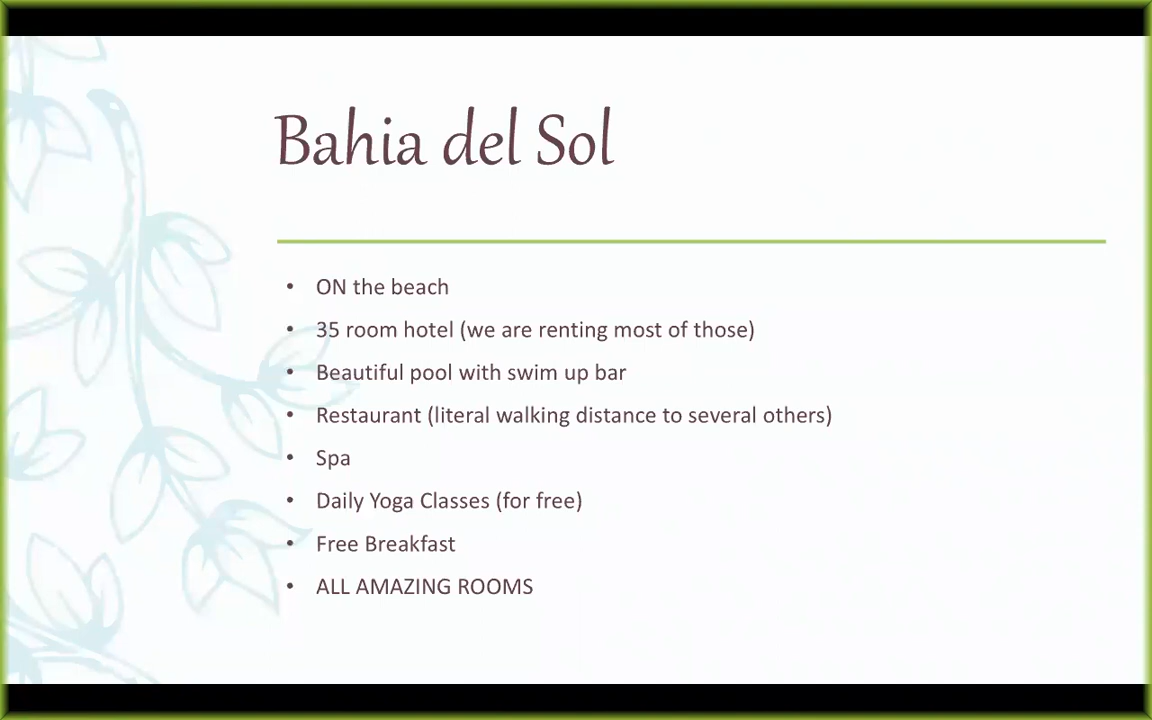 Bahia del Sol
• ON the beach
• 35 room hotel (we are renting most of those)
• Beautiful pool with swim up bar
• Restaurant (literal walking distance to several others)
• Spa
• Daily Yoga Classes (for free)
• Free Breakfast
• ALL AMAZING ROOMS